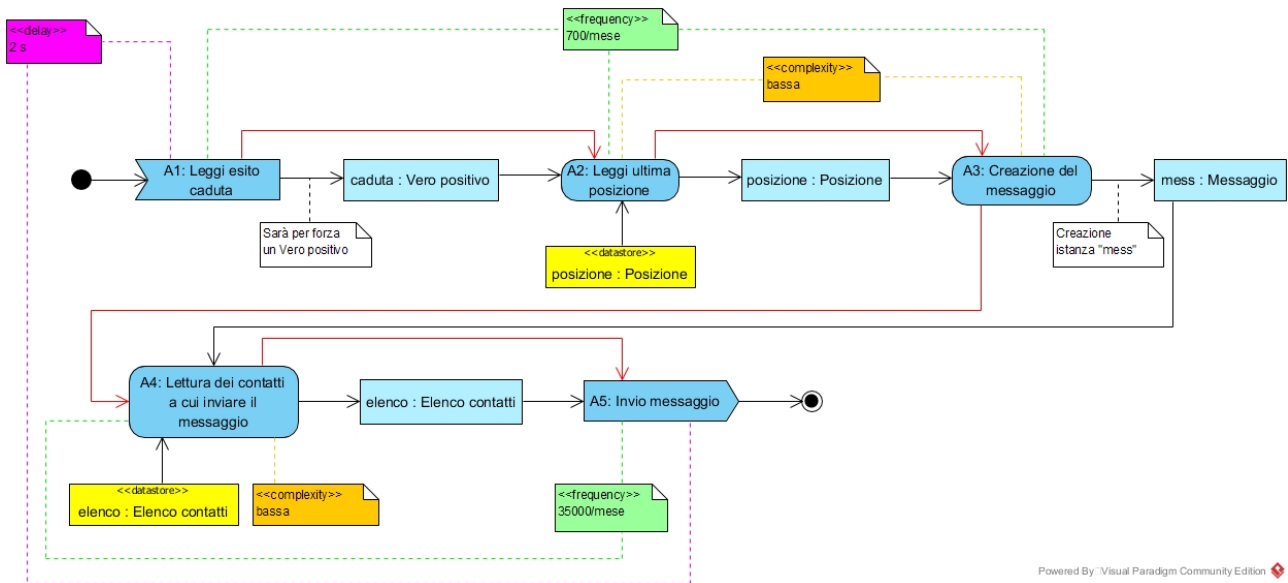 <<delay>>
2 s
<<frequency>>
700/mese
<<complexity>>
bassa
A1: Leggi esito
caduta
caduta : Vero positivo
A2: Leggi ultima
posizione
posizione : Posizione
A3: Creazione del
messaggio
mess : Messaggio
Sarà per forza
un Vero positivo
<<datastore>>
posizione : Posizione
Creazione
istanza "mess"
A4: Lettura dei contatti
a cui inviare il
messaggio
elenco : Elenco contatti
A5: Invio messaggio
<<datastore>>
elenco : Elenco contatti
<<complexity>>
bassa
<<frequency>>
35000/mese
Powered By Visual Paradigm Community Edition